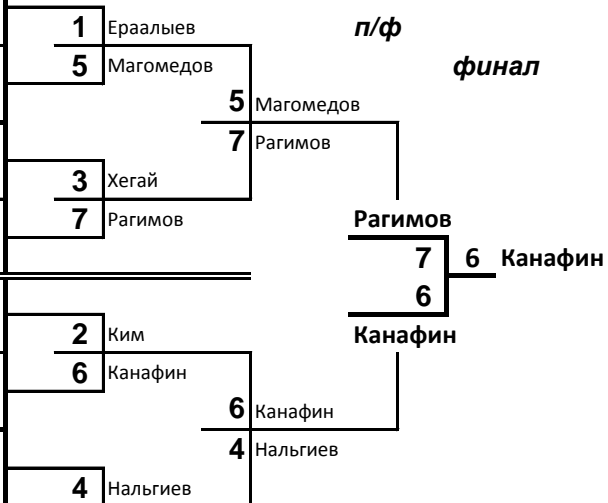 1 Ераалыев
п/ф
5 Магомедов
финал
5 Магомедов
7 Рагимов
3 Хегай
7 Рагимов
Рагимов
7
6 Канафин
6
Канафин
2 Ким
6 Канафин
6 Канафин
4 Нальгиев
4 Нальгиев